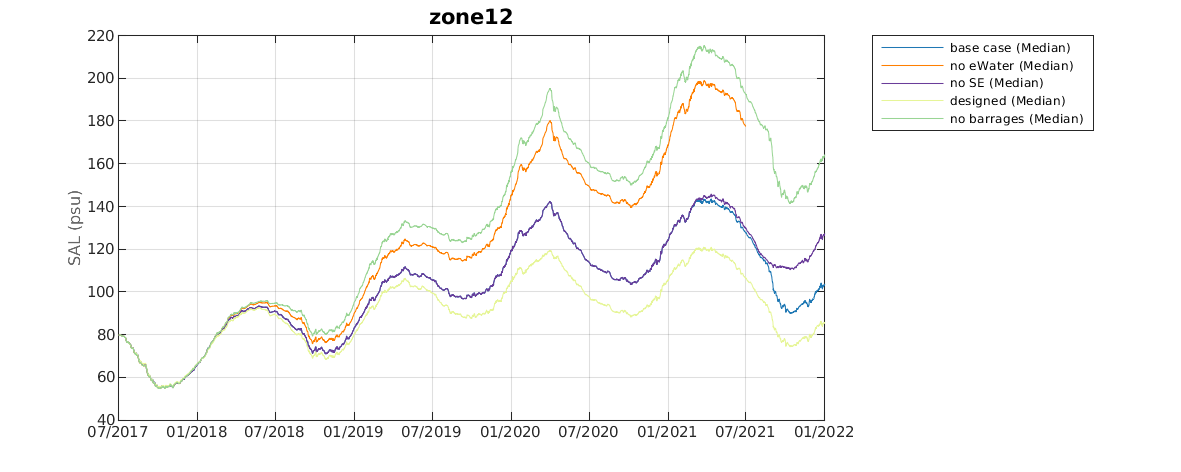 zone12
SAL (psu)
220
200
180
160
140
120
100
80
60
40
07/2017 01/2018 07/2018 01/2019 07/2019 01/2020 07/2020 01/2021 07/2021 01/2022
base case (Median)
no eWater (Median)
no SE (Median)
designed (Median)
no barrages (Median)